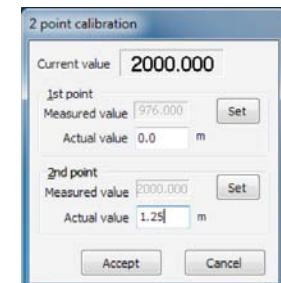 2 point calibration
Current value 2000.000
1st point
Measured value 976.000 Set
Actual value 0.0 m
2nd point
Measured value 2000.000 Set
Actual value 1.25 m
Accept Cancel